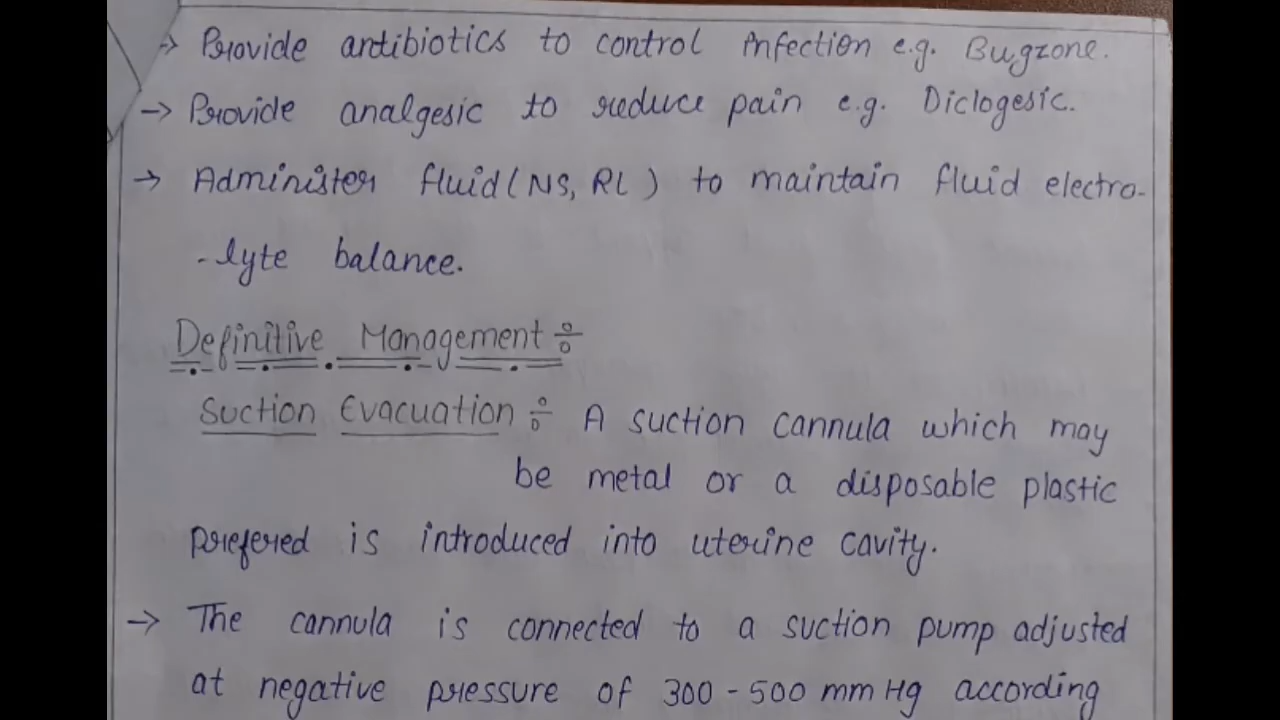 → Provide antibiotics to control infection e.g. Bugzone.
→ Provide analgesic to reduce pain e.g. Diclogesic.
→ Administer fluid (NS, RL) to maintain fluid electro-
-lyte balance.
Definitive Management÷
Suction Evacuation÷ A suction cannula which may
be metal or a disposable plastic
prefered is introduced into uterine cavity.
→ The cannula is connected to a suction pump adjusted
at negative pressure of 300-500 mm Hg according